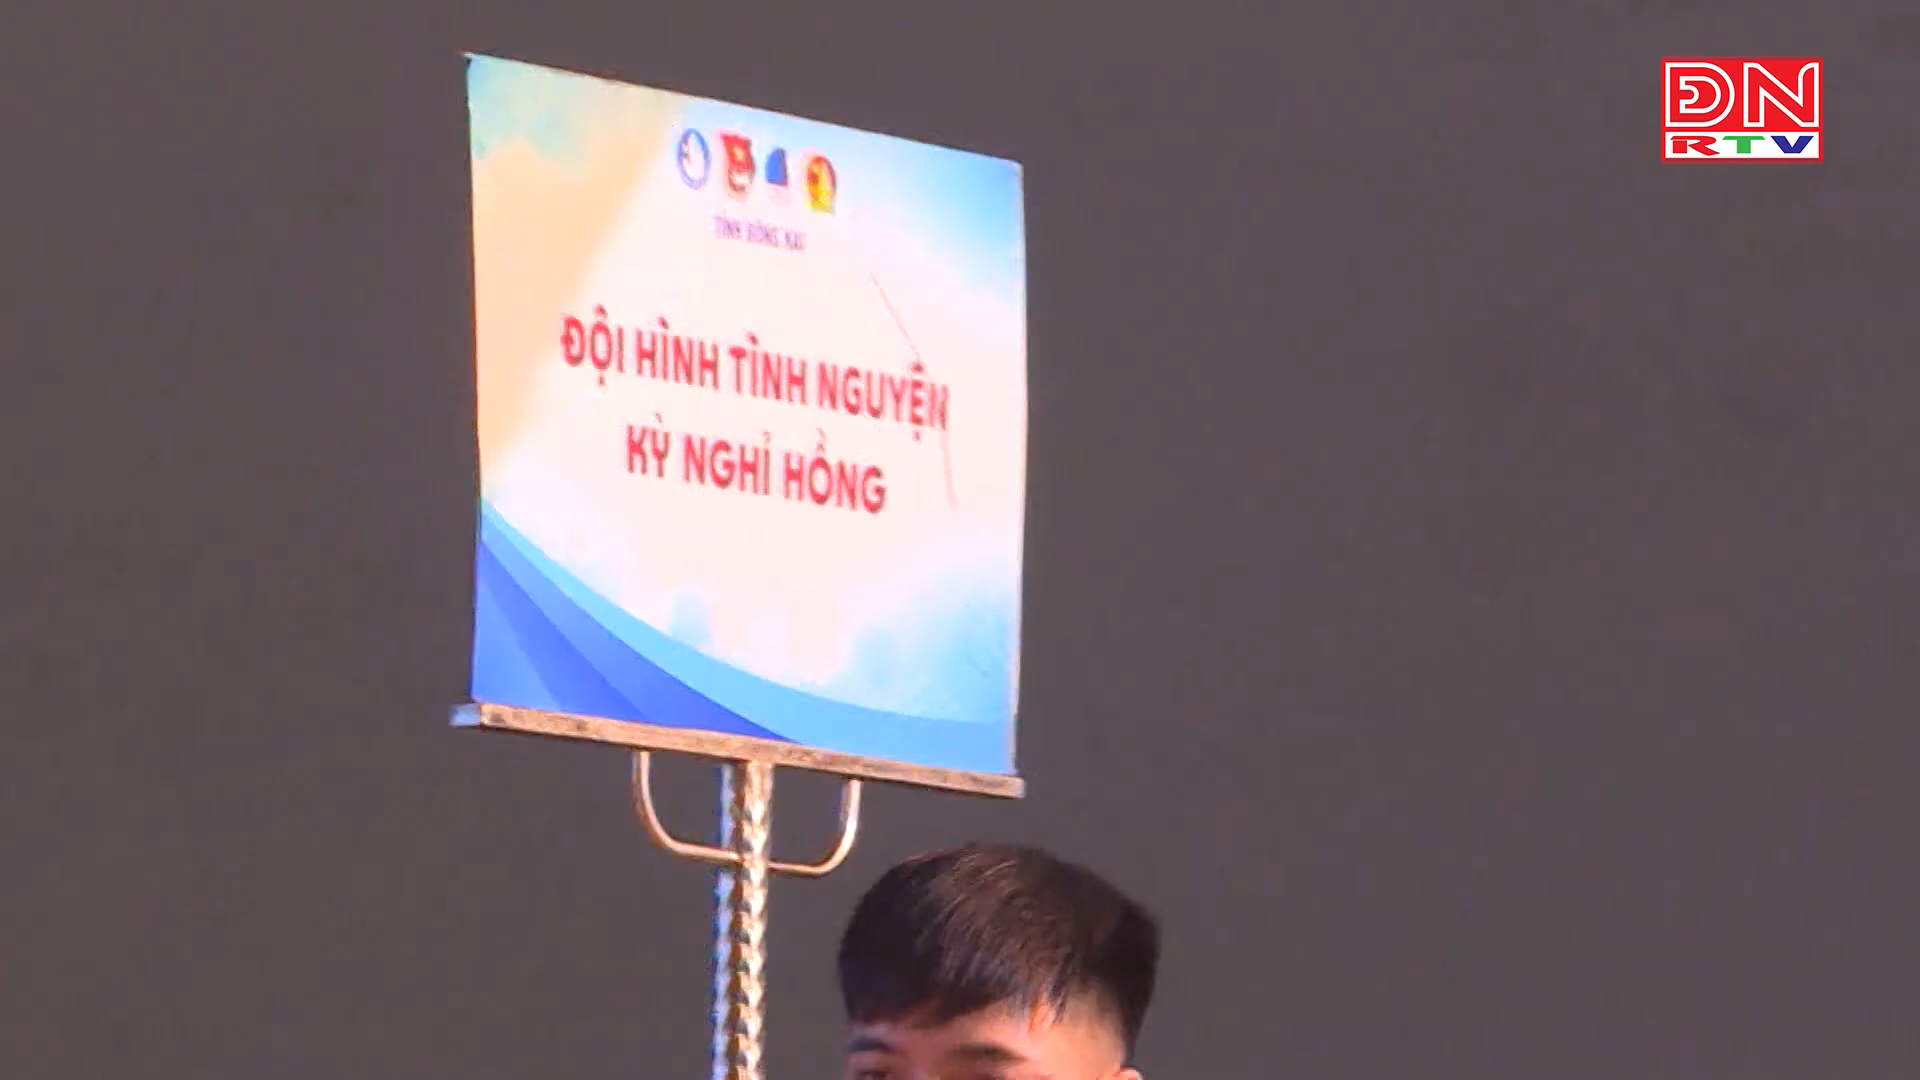 ĐN
RTV
TỈNH ĐỒNG NAI
ĐỘI HÌNH TÌNH NGUYỆN
KỲ NGHỈ HỒNG